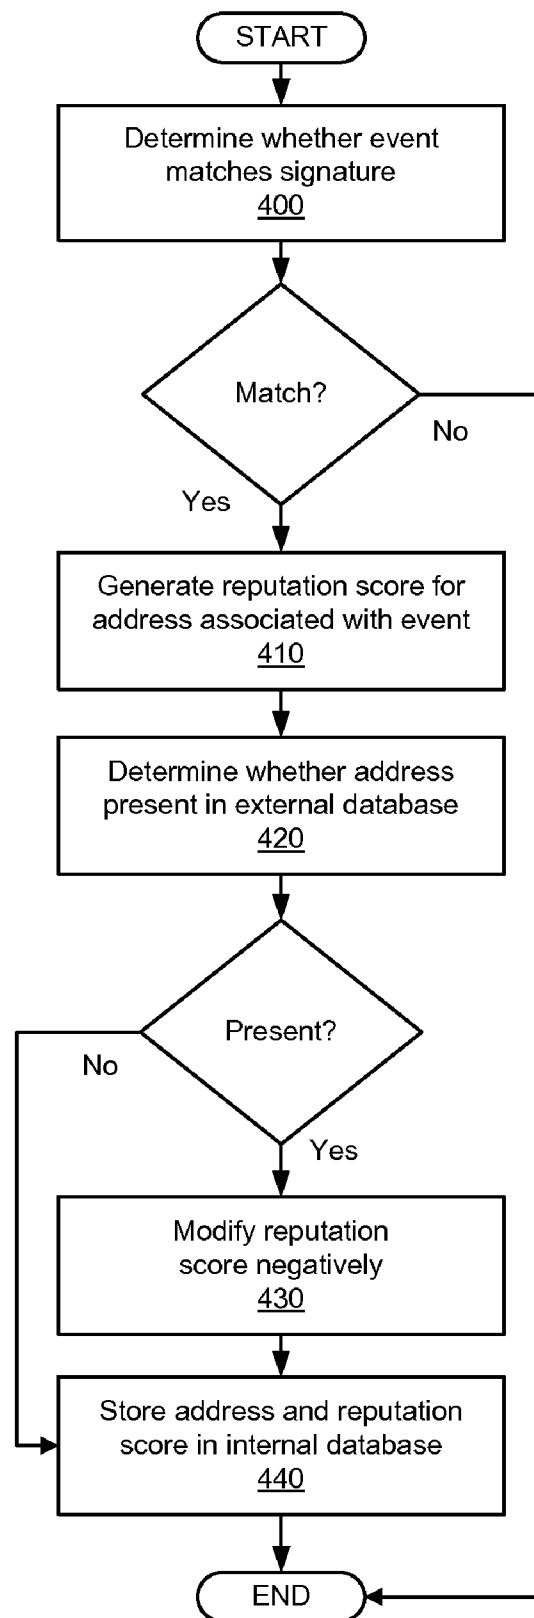 START
Determine whether event
matches signature
400
Match?
No
Yes
Generate reputation score for
address associated with event
410
Determine whether address
present in external database
420
Present?
No
Yes
Modify reputation
score negatively
430
Store address and reputation
score in internal database
440
END